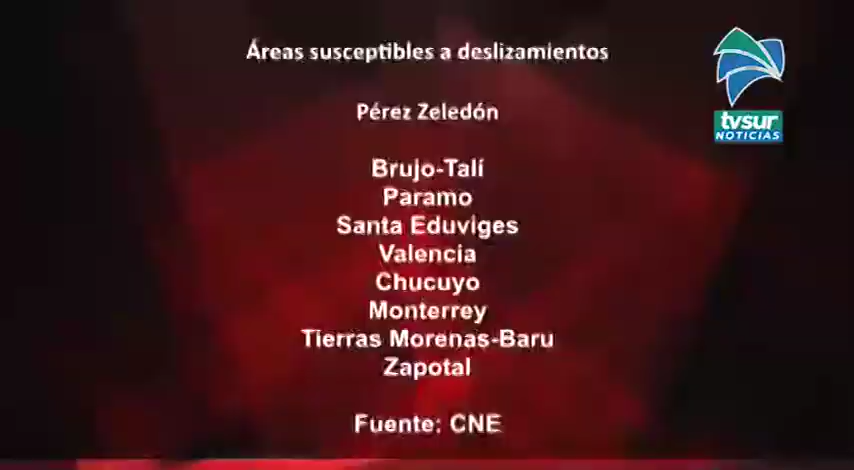 Áreas susceptibles a deslizamientos
Pérez Zeledón
Brujo-Talí
Paramo
Santa Eduviges
Valencia
Chucuyo
Monterrey
Tierras Morenas-Baru
Zapotal
Fuente: CNE
tvsur
NOTICIAS